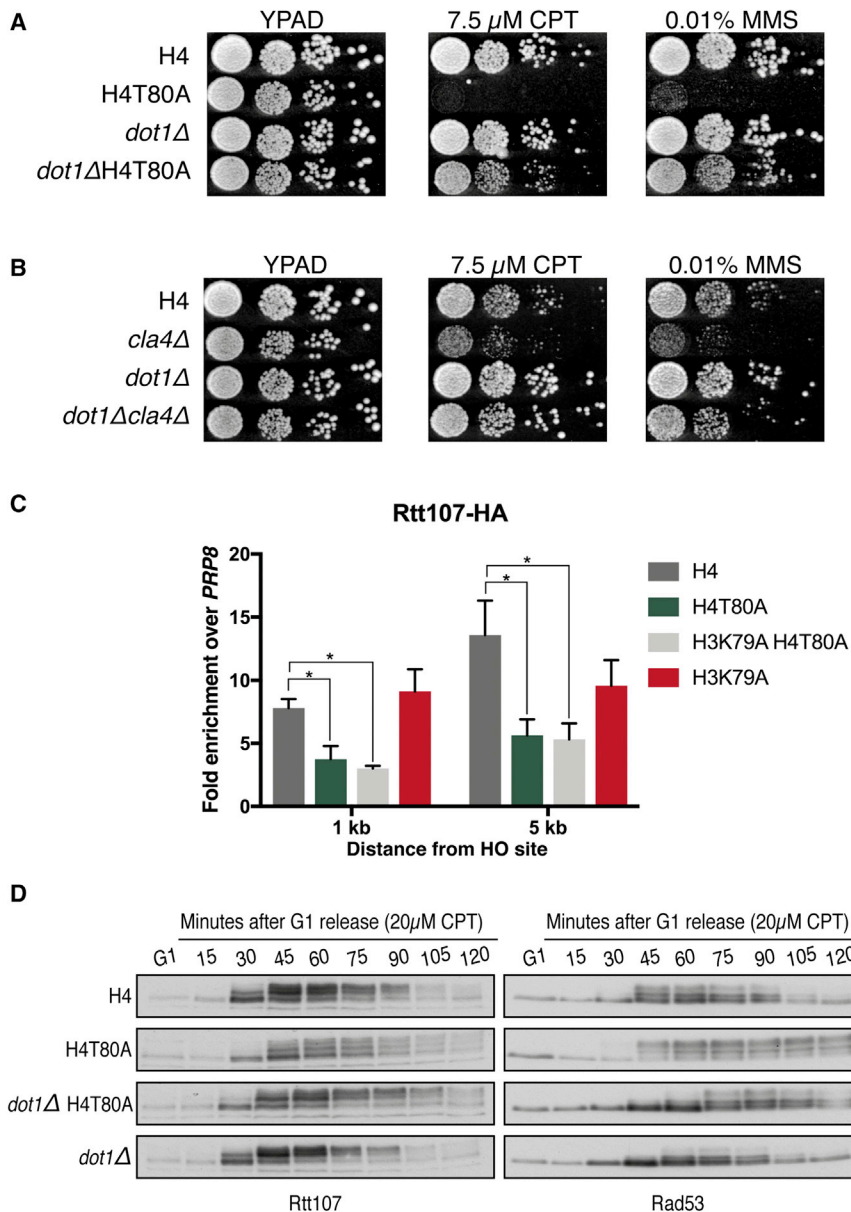 A
YPAD
7.5 µM CPT
0.01% MMS
H4
H4T80A
dot1Δ
dot1ΔH4T80A
B
YPAD
7.5 µM CPT
0.01% MMS
H4
cla4Δ
dot1Δ
dot1Δcla4Δ
C
Rtt107-HA
Fold enrichment over PRP8
20
15
10
5
0
* * * *
1 kb
5 kb
Distance from HO site
H4
H4T80A
H3K79A H4T80A
H3K79A
D
Minutes after G1 release (20µM CPT)
G1 15 30 45 60 75 90 105 120
Minutes after G1 release (20µM CPT)
G1 15 30 45 60 75 90 105 120
H4
H4T80A
dot1Δ H4T80A
dot1Δ
Rtt107
Rad53